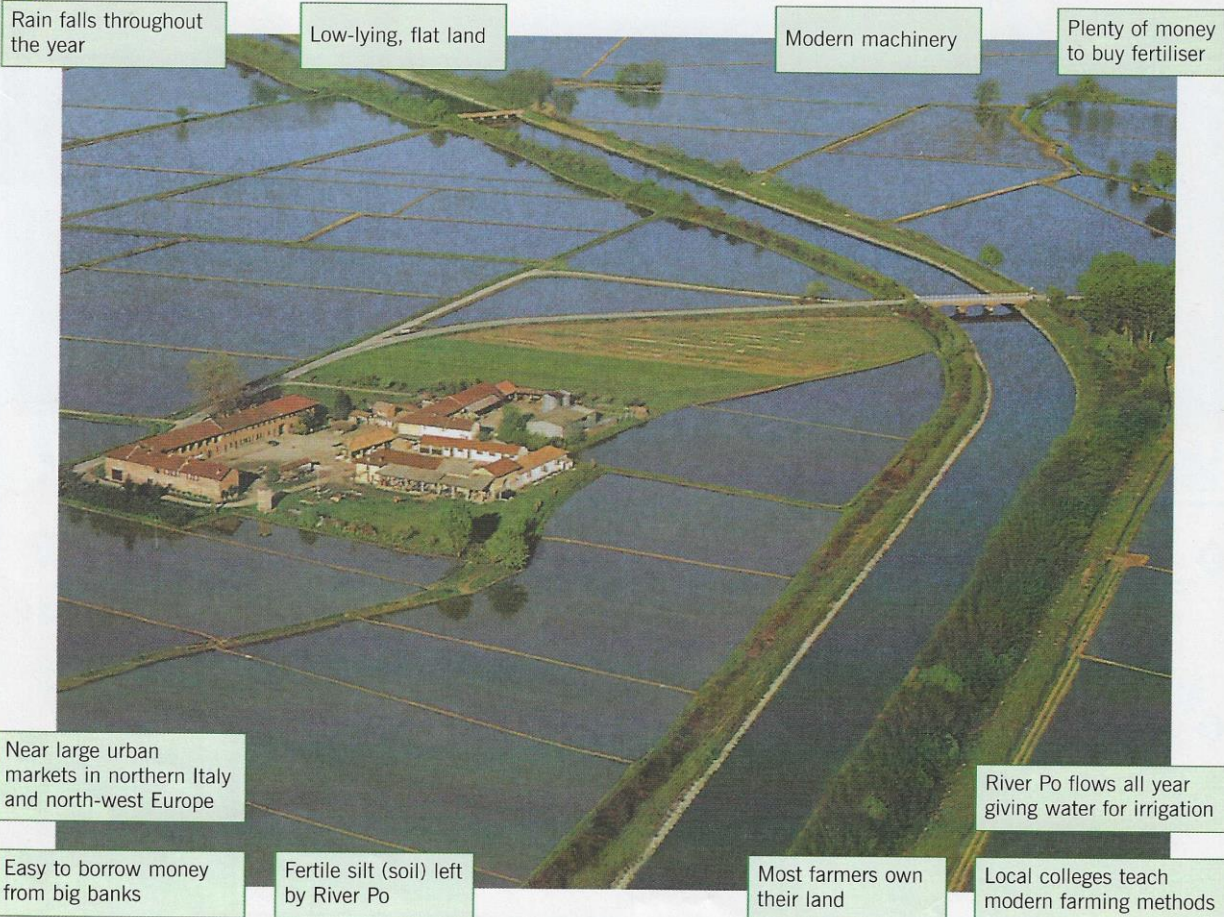 Rain falls throughout
the year
Low-lying, flat land
Modern machinery
Plenty of money
to buy fertiliser
Near large urban
markets in northern Italy
and north-west Europe
River Po flows all year
giving water for irrigation
Easy to borrow money
from big banks
Fertile silt (soil) left
by River Po
Most farmers own
their land
Local colleges teach
modern farming methods